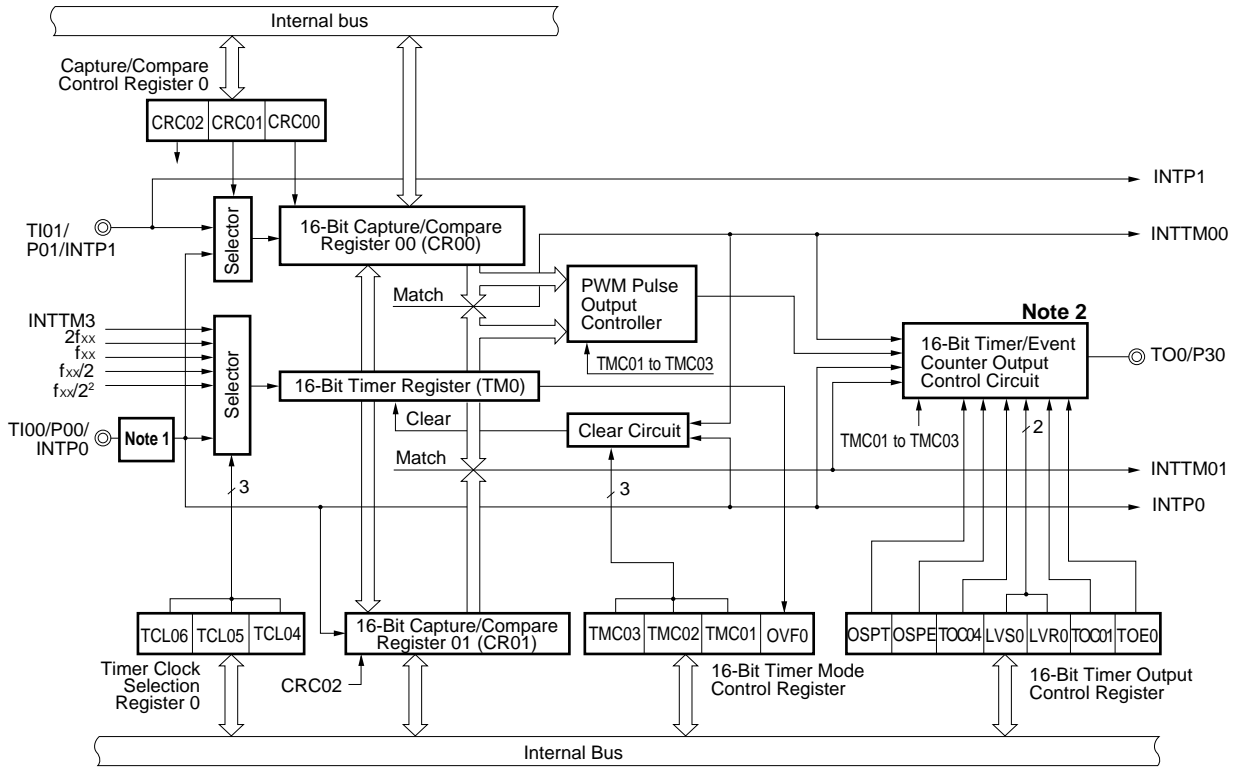 Internal bus
Capture/Compare
Control Register 0
CRC02 CRC01 CRC00
INTP1
TI01/
P01/INTP1
Selector
16-Bit Capture/Compare
Register 00 (CR00)
INTTM00
Match
PWM Pulse
Output
Controller
TMC01 to TMC03
Note 2
16-Bit Timer/Event
Counter Output
Control Circuit
TO0/P30
INTTM3
2fxx
fxx
fxx/2
fxx/2²
Selector
16-Bit Timer Register (TM0)
TI00/P00/
INTP0
Note 1
Clear
Clear Circuit
TMC01 to TMC03
2
Match
INTTM01
3
3
INTP0
TCL06 TCL05 TCL04
16-Bit Capture/Compare
Register 01 (CR01)
TMC03 TMC02 TMC01 OVF0
OSPT OSPE TOC04 LVS0 LVR0 TOC01 TOE0
Timer Clock
Selection
Register 0
CRC02
16-Bit Timer Mode
Control Register
16-Bit Timer Output
Control Register
Internal Bus